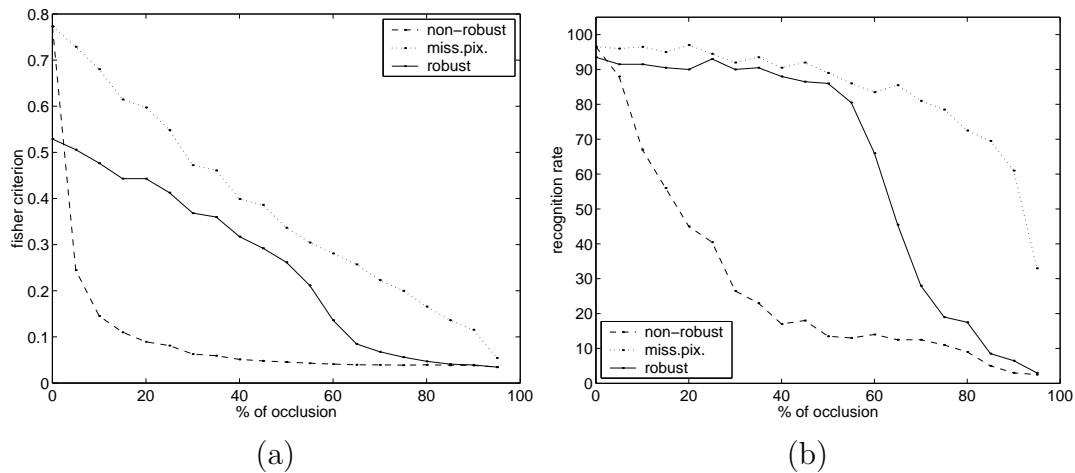 0.8
0.7
0.6
0.5
0.4
0.3
0.2
0.1
0
fisher criterion
non-robust
miss.pix.
robust
0 20 40 60 80 100
% of occlusion
(a)
100
90
80
70
60
50
40
30
20
10
0
recognition rate
non-robust
miss.pix.
robust
0 20 40 60 80 100
% of occlusion
(b)